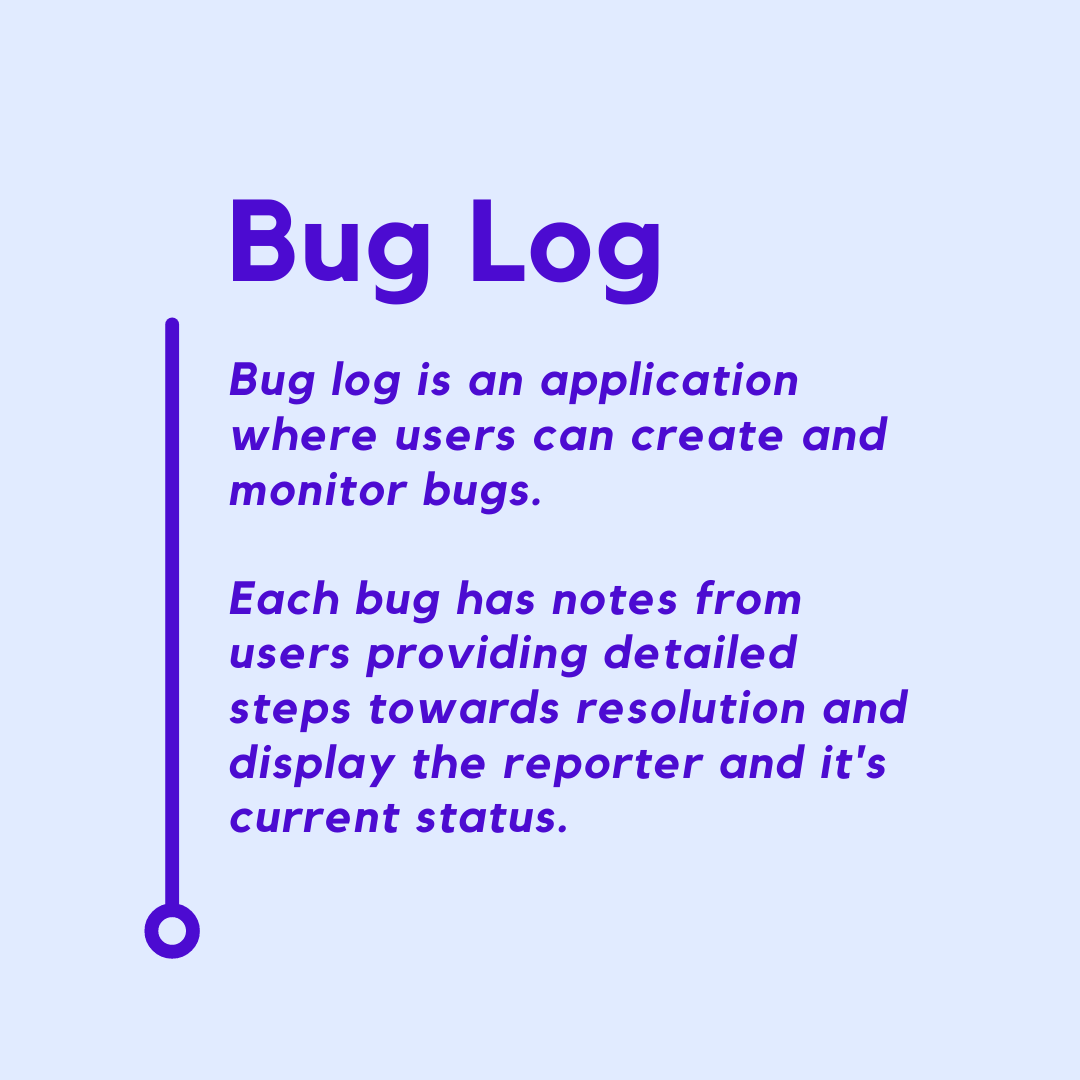 Bug Log
Bug log is an application
where users can create and
monitor bugs.
Each bug has notes from
users providing detailed
steps towards resolution and
display the reporter and it's
current status.